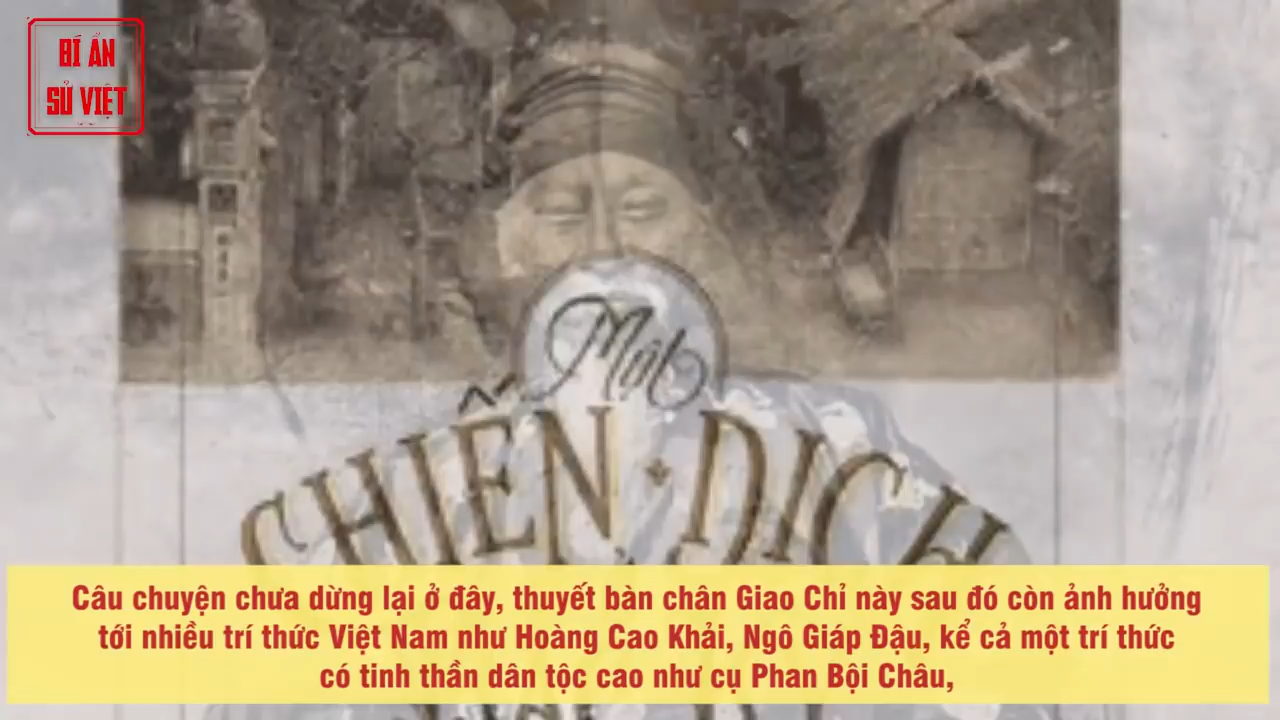 BÍ ẨN
SỬ VIỆT
Một
CHIẾN · DỊCH
Câu chuyện chưa dừng lại ở đây, thuyết bàn chân Giao Chỉ này sau đó còn ảnh hưởng
tới nhiều trí thức Việt Nam như Hoàng Cao Khải, Ngô Giáp Đậu, kể cả một trí thức
có tinh thần dân tộc cao như cụ Phan Bội Châu,